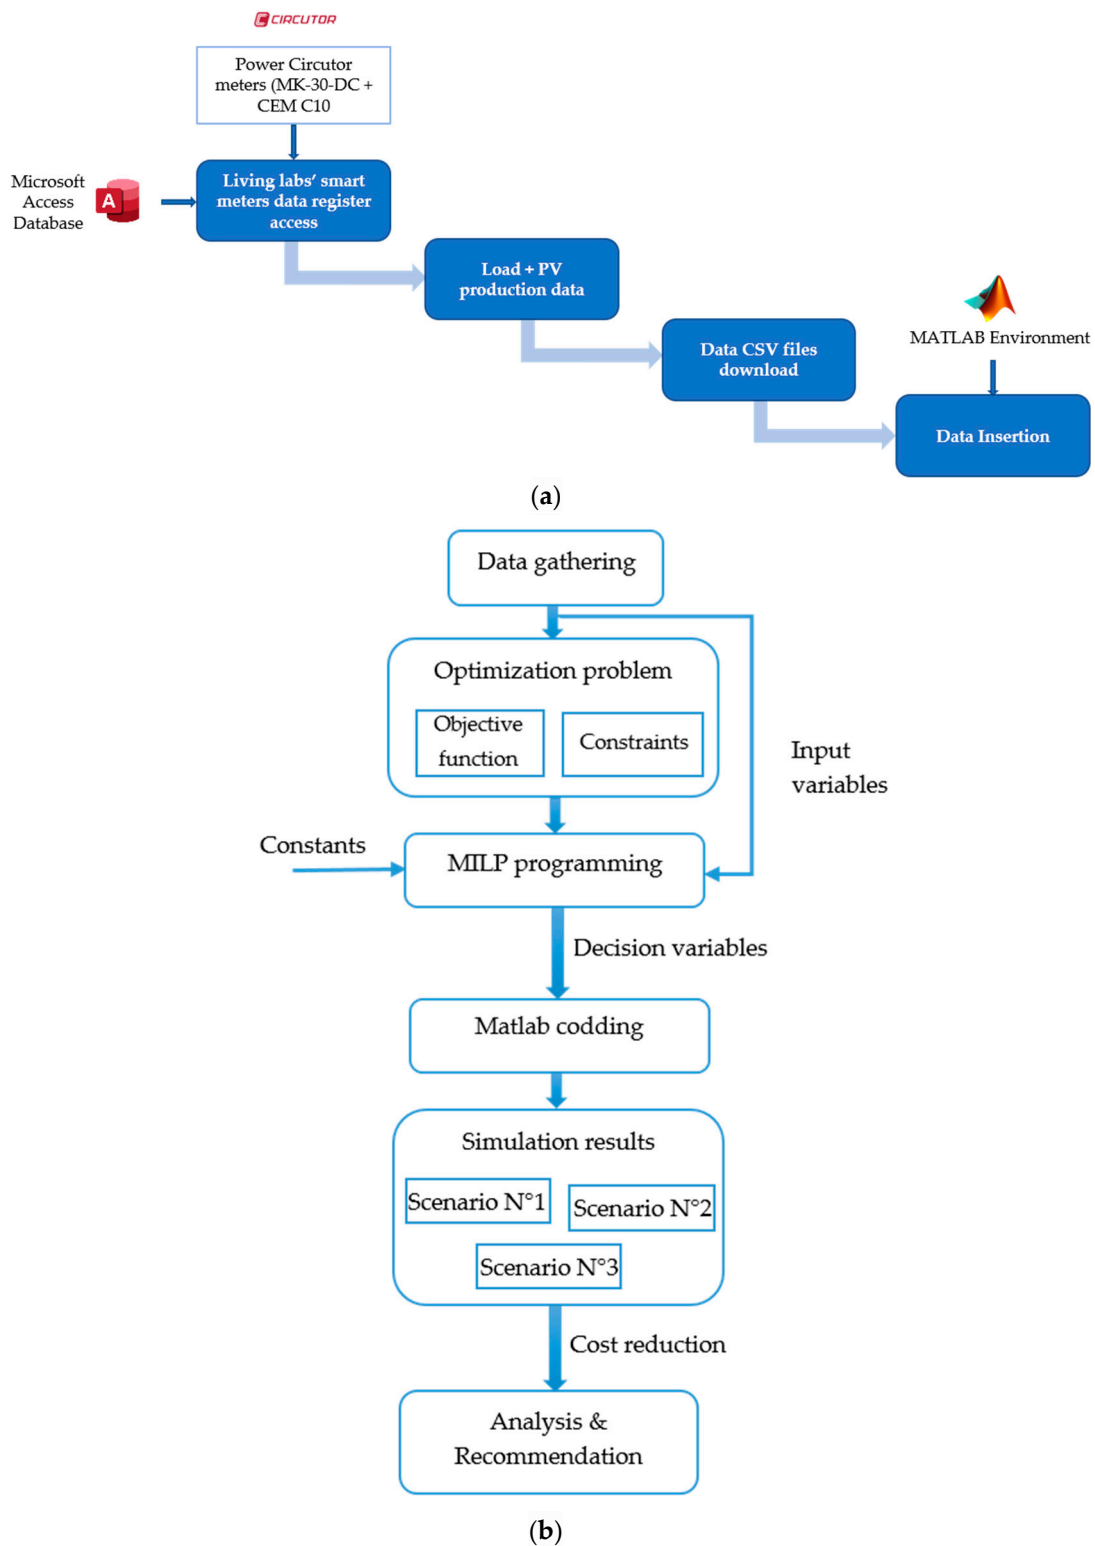 CIRCUTOR
Power Circutor
meters (MK-30-DC +
CEM C10
Microsoft
Access
Database
A
Living labs’ smart
meters data register
access
Load + PV
production data
Data CSV files
download
MATLAB Environment
Data Insertion
(a)
Data gathering
Optimization problem
Objective
function
Constraints
Input
variables
Constants
MILP programming
Decision variables
Matlab codding
Simulation results
Scenario N°1
Scenario N°2
Scenario N°3
Cost reduction
Analysis &
Recommendation
(b)